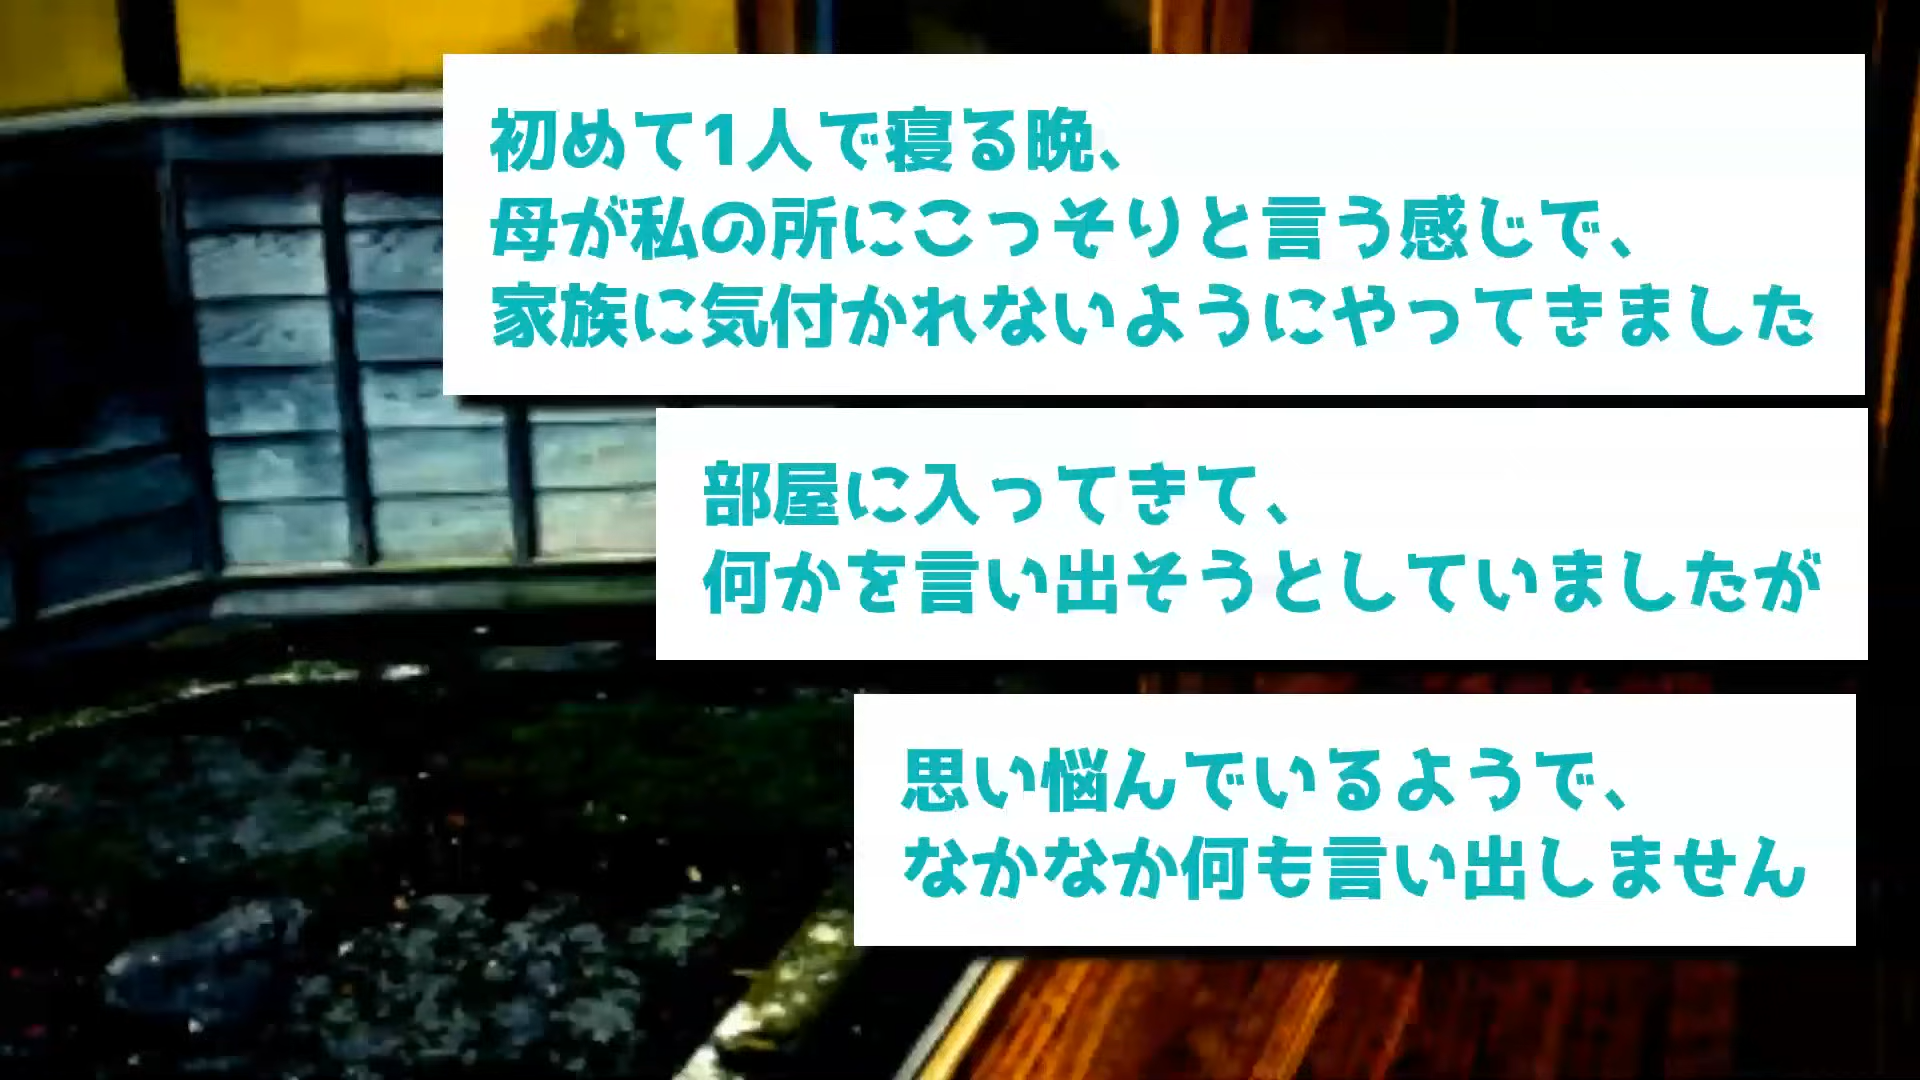 初めて1人で寝る晩、
母が私の所にこっそりと言う感じで、
家族に気付かれないようにやってきました
部屋に入ってきて、
何かを言い出そうとしていましたが
思い悩んでいるようで、
なかなか何も言い出しません